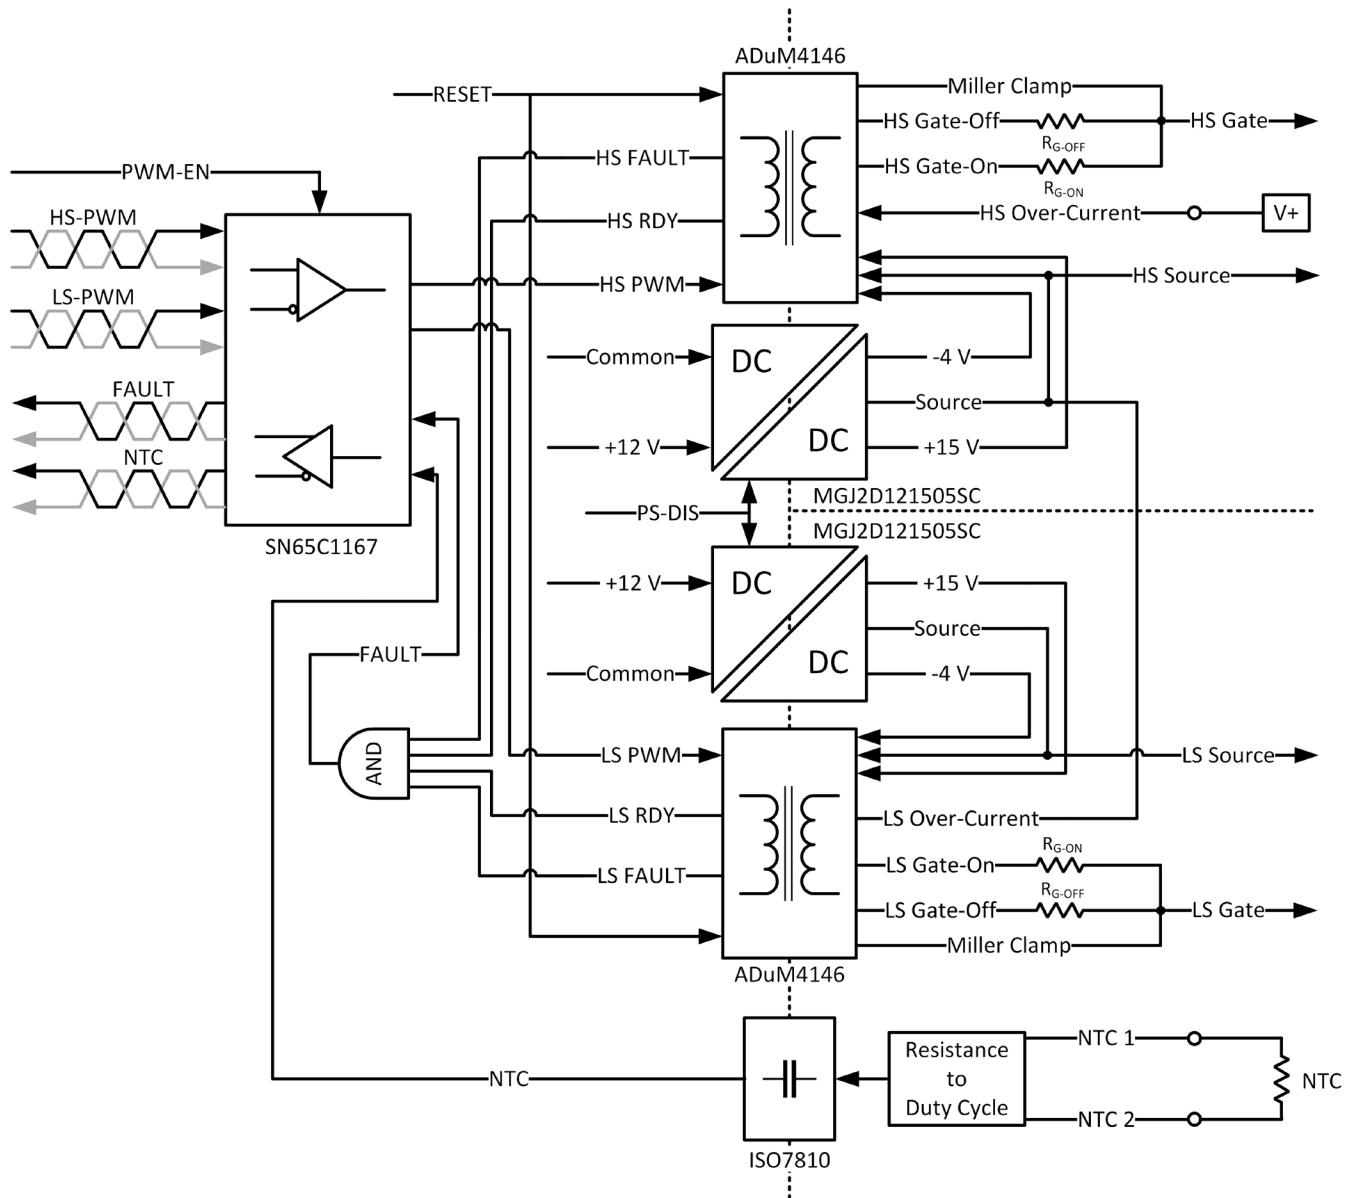 ADuM4146
RESET
Miller Clamp
HS Gate-Off
HS Gate
R G-OFF
HS FAULT
HS Gate-On
R G-ON
PWM-EN
HS-PWM
HS RDY
HS Over-Current
V+
HS PWM
HS Source
LS-PWM
Common
DC
-4 V
FAULT
Source
+12 V
DC
+15 V
NTC
MGJ2D121505SC
PS-DIS
MGJ2D121505SC
SN65C1167
+12 V
DC
+15 V
Source
FAULT
Common
DC
-4 V
AND
LS PWM
LS Source
LS RDY
LS Over-Current
R G-ON
LS FAULT
LS Gate-On
R G-OFF
LS Gate-Off
LS Gate
Miller Clamp
ADuM4146
Resistance
to
Duty Cycle
NTC 1
NTC
NTC
NTC 2
ISO7810